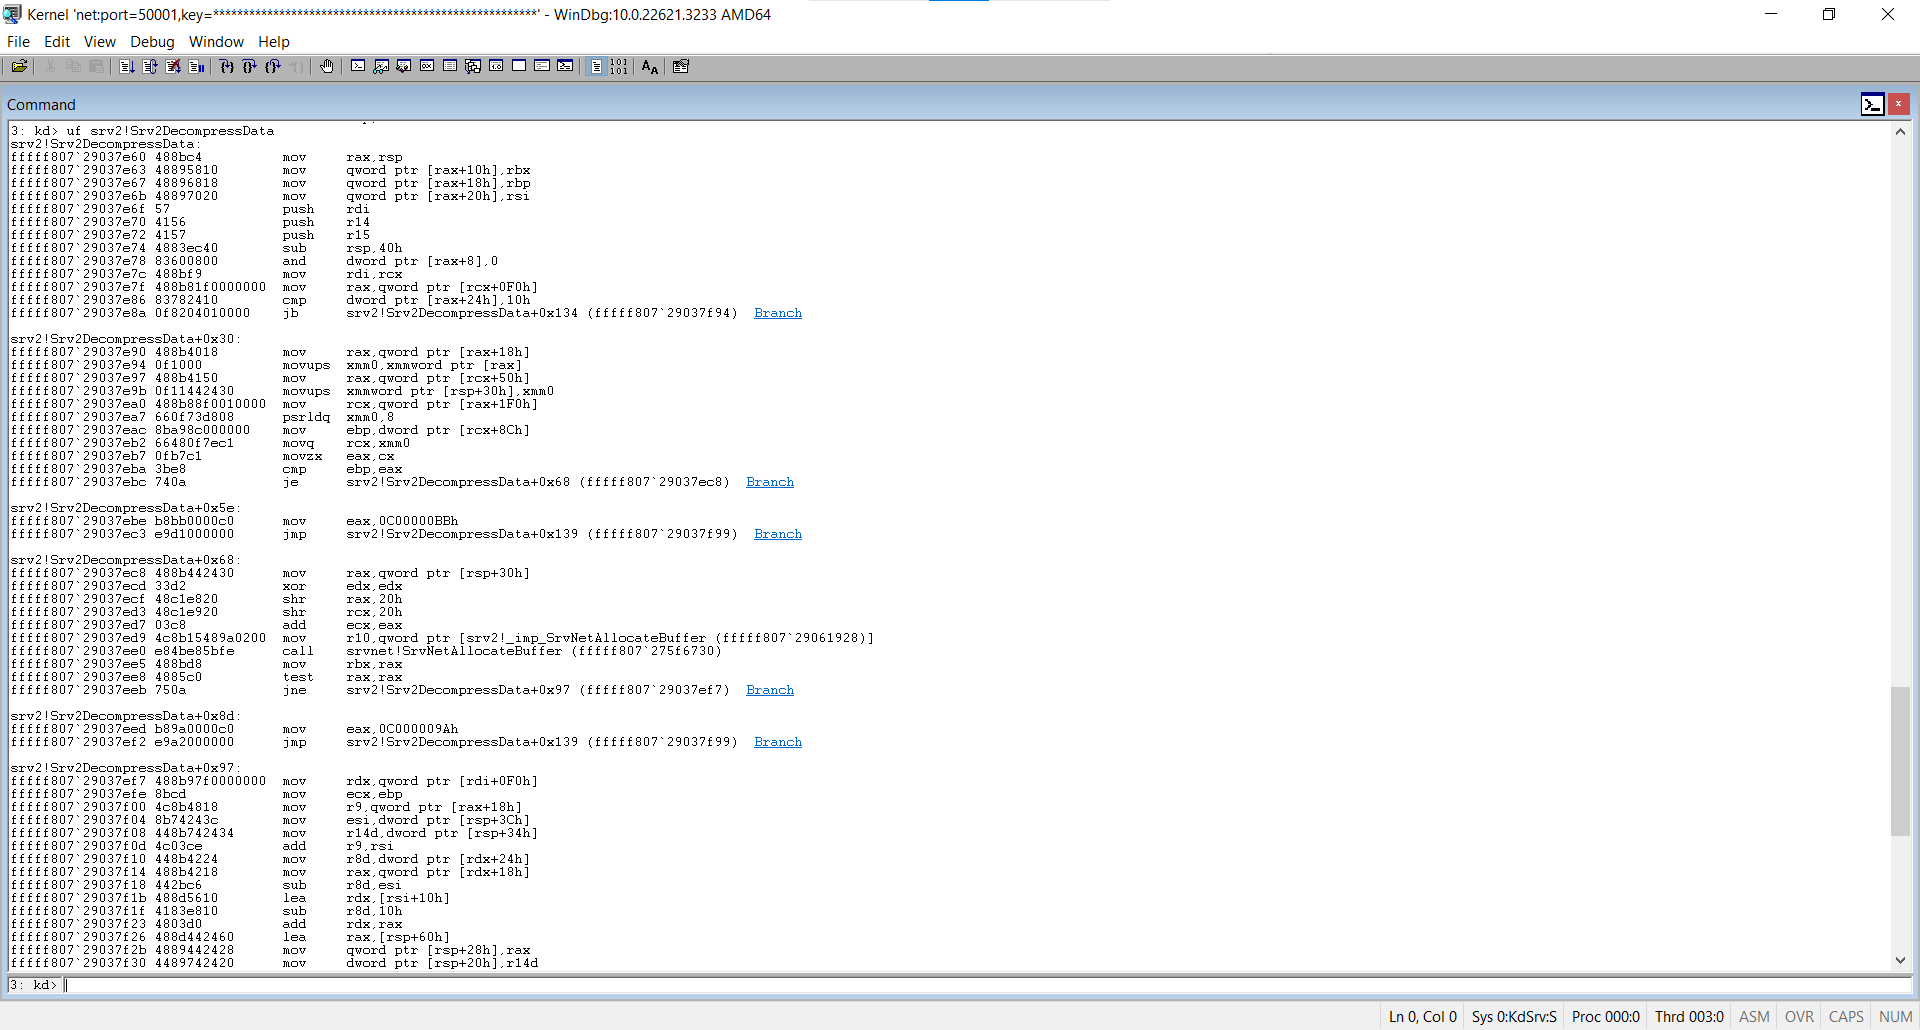 Kernel 'net:port=50001,key=******************************************************' - WinDbg:10.0.22621.3233 AMD64
File Edit View Debug Window Help
Command
3: kd> uf srv2!Srv2DecompressData
srv2!Srv2DecompressData:
fffff807`29037e60 488bc4 mov rax,rsp
fffff807`29037e63 48895810 mov qword ptr [rax+10h],rbx
fffff807`29037e67 48896818 mov qword ptr [rax+18h],rbp
fffff807`29037e6b 48897020 mov qword ptr [rax+20h],rsi
fffff807`29037e6f 57 push rdi
fffff807`29037e70 4156 push r14
fffff807`29037e72 4157 push r15
fffff807`29037e74 4883ec40 sub rsp,40h
fffff807`29037e78 83600800 and dword ptr [rax+8],0
fffff807`29037e7c 488bf9 mov rdi,rcx
fffff807`29037e7f 488b81f0000000 mov rax,qword ptr [rcx+0F0h]
fffff807`29037e86 83782410 cmp dword ptr [rax+24h],10h
fffff807`29037e8a 0f8204010000 jb srv2!Srv2DecompressData+0x134 (fffff807`29037f94) Branch
srv2!Srv2DecompressData+0x30:
fffff807`29037e90 488b4018 mov rax,qword ptr [rax+18h]
fffff807`29037e94 0f1000 movups xmm0,xmmword ptr [rax]
fffff807`29037e97 488b4150 mov rax,qword ptr [rcx+50h]
fffff807`29037e9b 0f11442430 movups xmmword ptr [rsp+30h],xmm0
fffff807`29037ea0 488b88f0010000 mov rcx,qword ptr [rax+1F0h]
fffff807`29037ea7 660f73d808 psrldq xmm0,8
fffff807`29037eac 8ba98c000000 mov ebp,dword ptr [rcx+8Ch]
fffff807`29037eb2 66480f7ec1 movq rcx,xmm0
fffff807`29037eb7 0fb7c1 movzx eax,cx
fffff807`29037eba 3be8 cmp ebp,eax
fffff807`29037ebc 740a je srv2!Srv2DecompressData+0x68 (fffff807`29037ec8) Branch
srv2!Srv2DecompressData+0x5e:
fffff807`29037ebe b8bb0000c0 mov eax,0C00000BBh
fffff807`29037ec3 e9d1000000 jmp srv2!Srv2DecompressData+0x139 (fffff807`29037f99) Branch
srv2!Srv2DecompressData+0x68:
fffff807`29037ec8 488b442430 mov rax,qword ptr [rsp+30h]
fffff807`29037ecd 33d2 xor edx,edx
fffff807`29037ecf 48c1e820 shr rax,20h
fffff807`29037ed3 48c1e920 shr rcx,20h
fffff807`29037ed7 03c8 add ecx,eax
fffff807`29037ed9 4c8b15489a0200 mov r10,qword ptr [srv2!_imp_SrvNetAllocateBuffer (fffff807`29061928)]
fffff807`29037ee0 e84be85bfe call srvnet!SrvNetAllocateBuffer (fffff807`275f6730)
fffff807`29037ee5 488bd8 mov rbx,rax
fffff807`29037ee8 4885c0 test rax,rax
fffff807`29037eeb 750a jne srv2!Srv2DecompressData+0x97 (fffff807`29037ef7) Branch
srv2!Srv2DecompressData+0x8d:
fffff807`29037eed b89a0000c0 mov eax,0C000009Ah
fffff807`29037ef2 e9a2000000 jmp srv2!Srv2DecompressData+0x139 (fffff807`29037f99) Branch
srv2!Srv2DecompressData+0x97:
fffff807`29037ef7 488b97f0000000 mov rdx,qword ptr [rdi+0F0h]
fffff807`29037efe 8bcd mov ecx,ebp
fffff807`29037f00 4c8b4818 mov r9,qword ptr [rax+18h]
fffff807`29037f04 8b74243c mov esi,dword ptr [rsp+3Ch]
fffff807`29037f08 448b742434 mov r14d,dword ptr [rsp+34h]
fffff807`29037f0d 4c03ce add r9,rsi
fffff807`29037f10 448b4224 mov r8d,dword ptr [rdx+24h]
fffff807`29037f14 488b4218 mov rax,qword ptr [rdx+18h]
fffff807`29037f18 442bc6 sub r8d,esi
fffff807`29037f1b 488d5610 lea rdx,[rsi+10h]
fffff807`29037f1f 4183e810 sub r8d,10h
fffff807`29037f23 4803d0 add rdx,rax
fffff807`29037f26 488d442460 lea rax,[rsp+60h]
fffff807`29037f2b 4889442428 mov qword ptr [rsp+28h],rax
fffff807`29037f30 4489742420 mov dword ptr [rsp+20h],r14d
3: kd>
Ln 0, Col 0 Sys 0:KdSrv:S Proc 000:0 Thrd 003:0 ASM OVR CAPS NUM